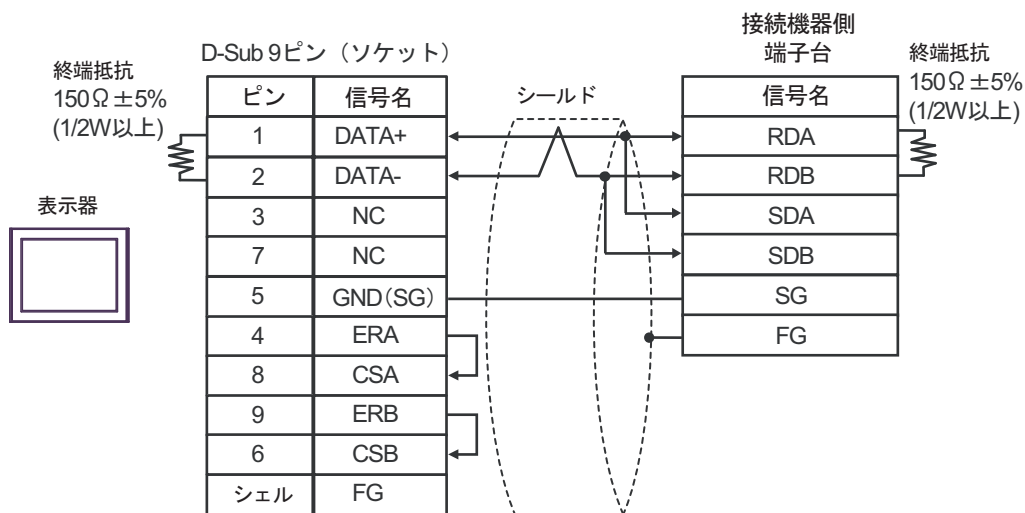 接続機器側
端子台
D-Sub 9ピン（ソケット）
終端抵抗
150Ω±5%
(1/2W以上)
終端抵抗
150Ω±5%
(1/2W以上)
シールド
表示器
ピン 信号名
1 DATA+
2 DATA-
3 NC
7 NC
5 GND(SG)
4 ERA
8 CSA
9 ERB
6 CSB
シェル FG
信号名
RDA
RDB
SDA
SDB
SG
FG